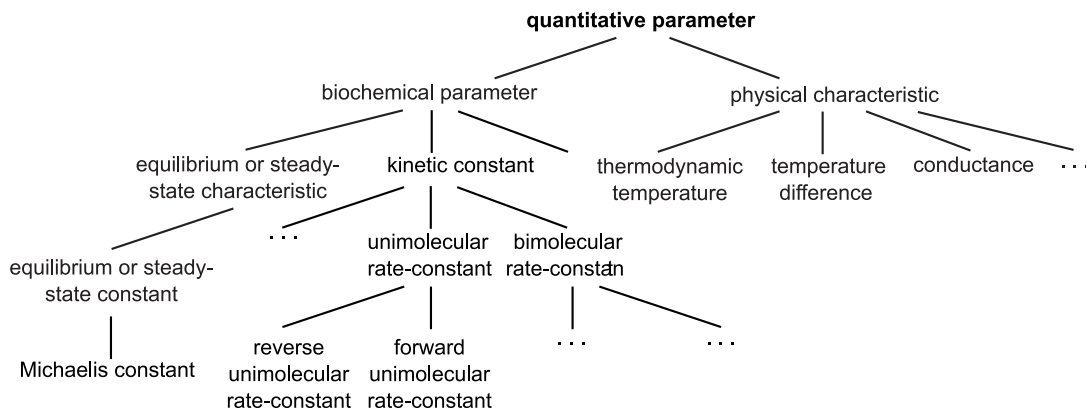 quantitative parameter
biochemical parameter
physical characteristic
equilibrium or steady-
state characteristic
kinetic constant
thermodynamic
temperature
temperature
difference
conductance
...
...
unimolecular
rate-constant
bimolecular
rate-constatn
equilibrium or steady-
state constant
Michaelis constant
reverse
unimolecular
rate-constant
forward
unimolecular
rate-constant
...
...